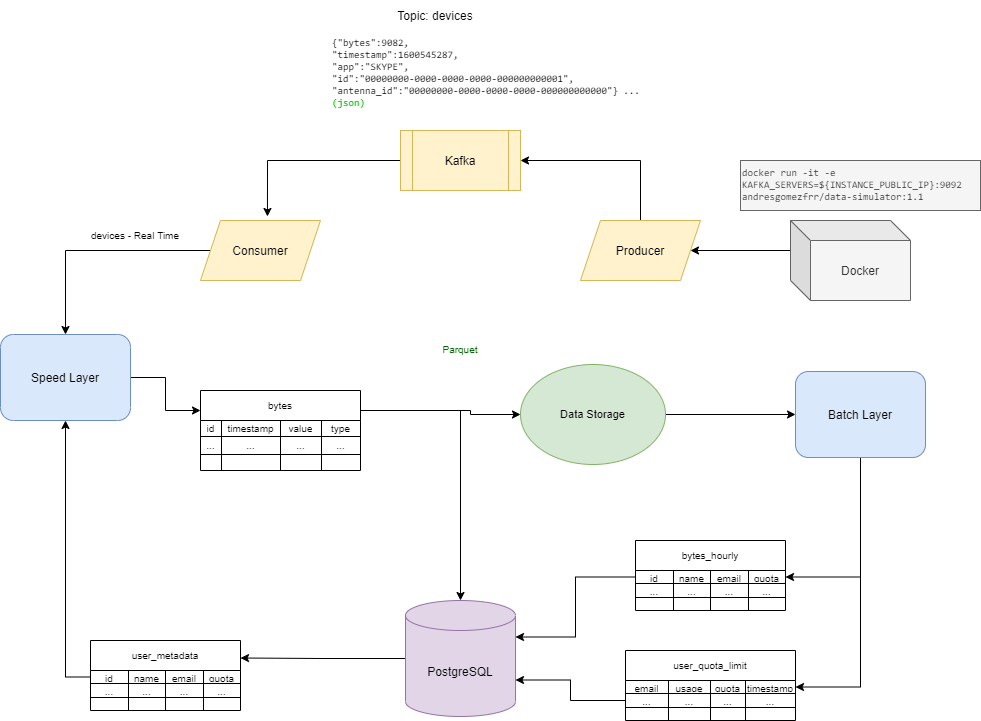 Topic: devices
{"bytes":9082,
"timestamp":1600545287,
"app":"SKYPE",
"id":"00000000-0000-0000-0000-000000000001",
"antenna_id":"00000000-0000-0000-0000-000000000000"} ...
(json)
Kafka
docker run -it -e
KAFKA_SERVERS=${INSTANCE_PUBLIC_IP}:9092
andresgomezfrr/data-simulator:1.1
devices - Real Time
Consumer
Producer
Docker
Parquet
Speed Layer
bytes
id timestamp value type
... ... ... ...
Data Storage
Batch Layer
bytes_hourly
id name email quota
... ... ... ...
user_metadata
id name email quota
... ... ... ...
PostgreSQL
user_quota_limit
email usage quota timestamp
... ... ... ...